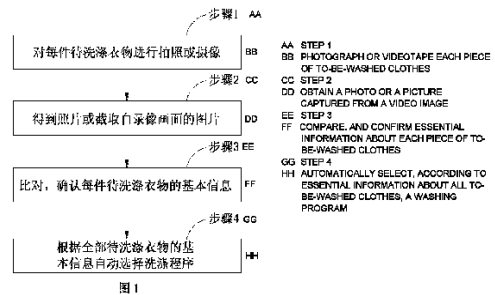 步骤1 AA
对每件待洗涤衣物进行拍照或摄像 BB
步骤2 CC
得到照片或截取自录像画面的图片 DD
步骤3 EE
比对，确认每件待洗涤衣物的基本信息 FF
步骤4 GG
根据全部待洗涤衣物的基
本信息自动选择洗涤程序 HH
图1
AA STEP 1
BB PHOTOGRAPH OR VIDEOTAPE EACH PIECE
OF TO-BE-WASHED CLOTHES
CC STEP 2
DD OBTAIN A PHOTO OR A PICTURE
CAPTURED FROM A VIDEO IMAGE
EE STEP 3
FF COMPARE, AND CONFIRM ESSENTIAL
INFORMATION ABOUT EACH PIECE OF TO-
BE-WASHED CLOTHES
GG STEP 4
HH AUTOMATICALLY SELECT, ACCORDING TO
ESSENTIAL INFORMATION ABOUT ALL TO-
BE-WASHED CLOTHES, A WASHING
PROGRAM